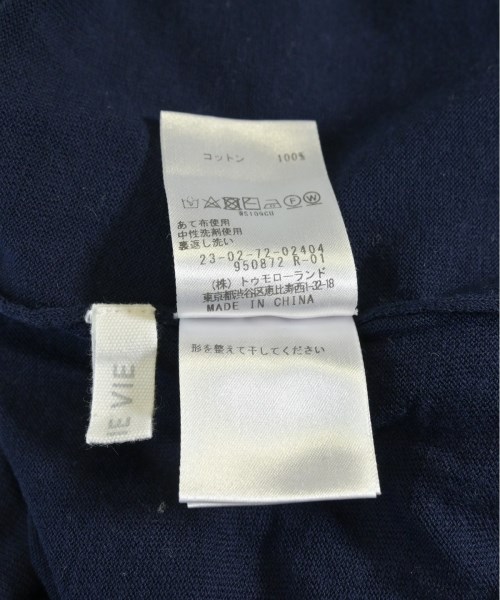 コットン 100%
あて布使用
中性洗剤使用
裏返し洗い
23-02-72-02404
950872 R-01
(株) トゥモローランド
東京都渋谷区恵比寿西1-32-18
MADE IN CHINA
形を整えて干してください
IE VIE